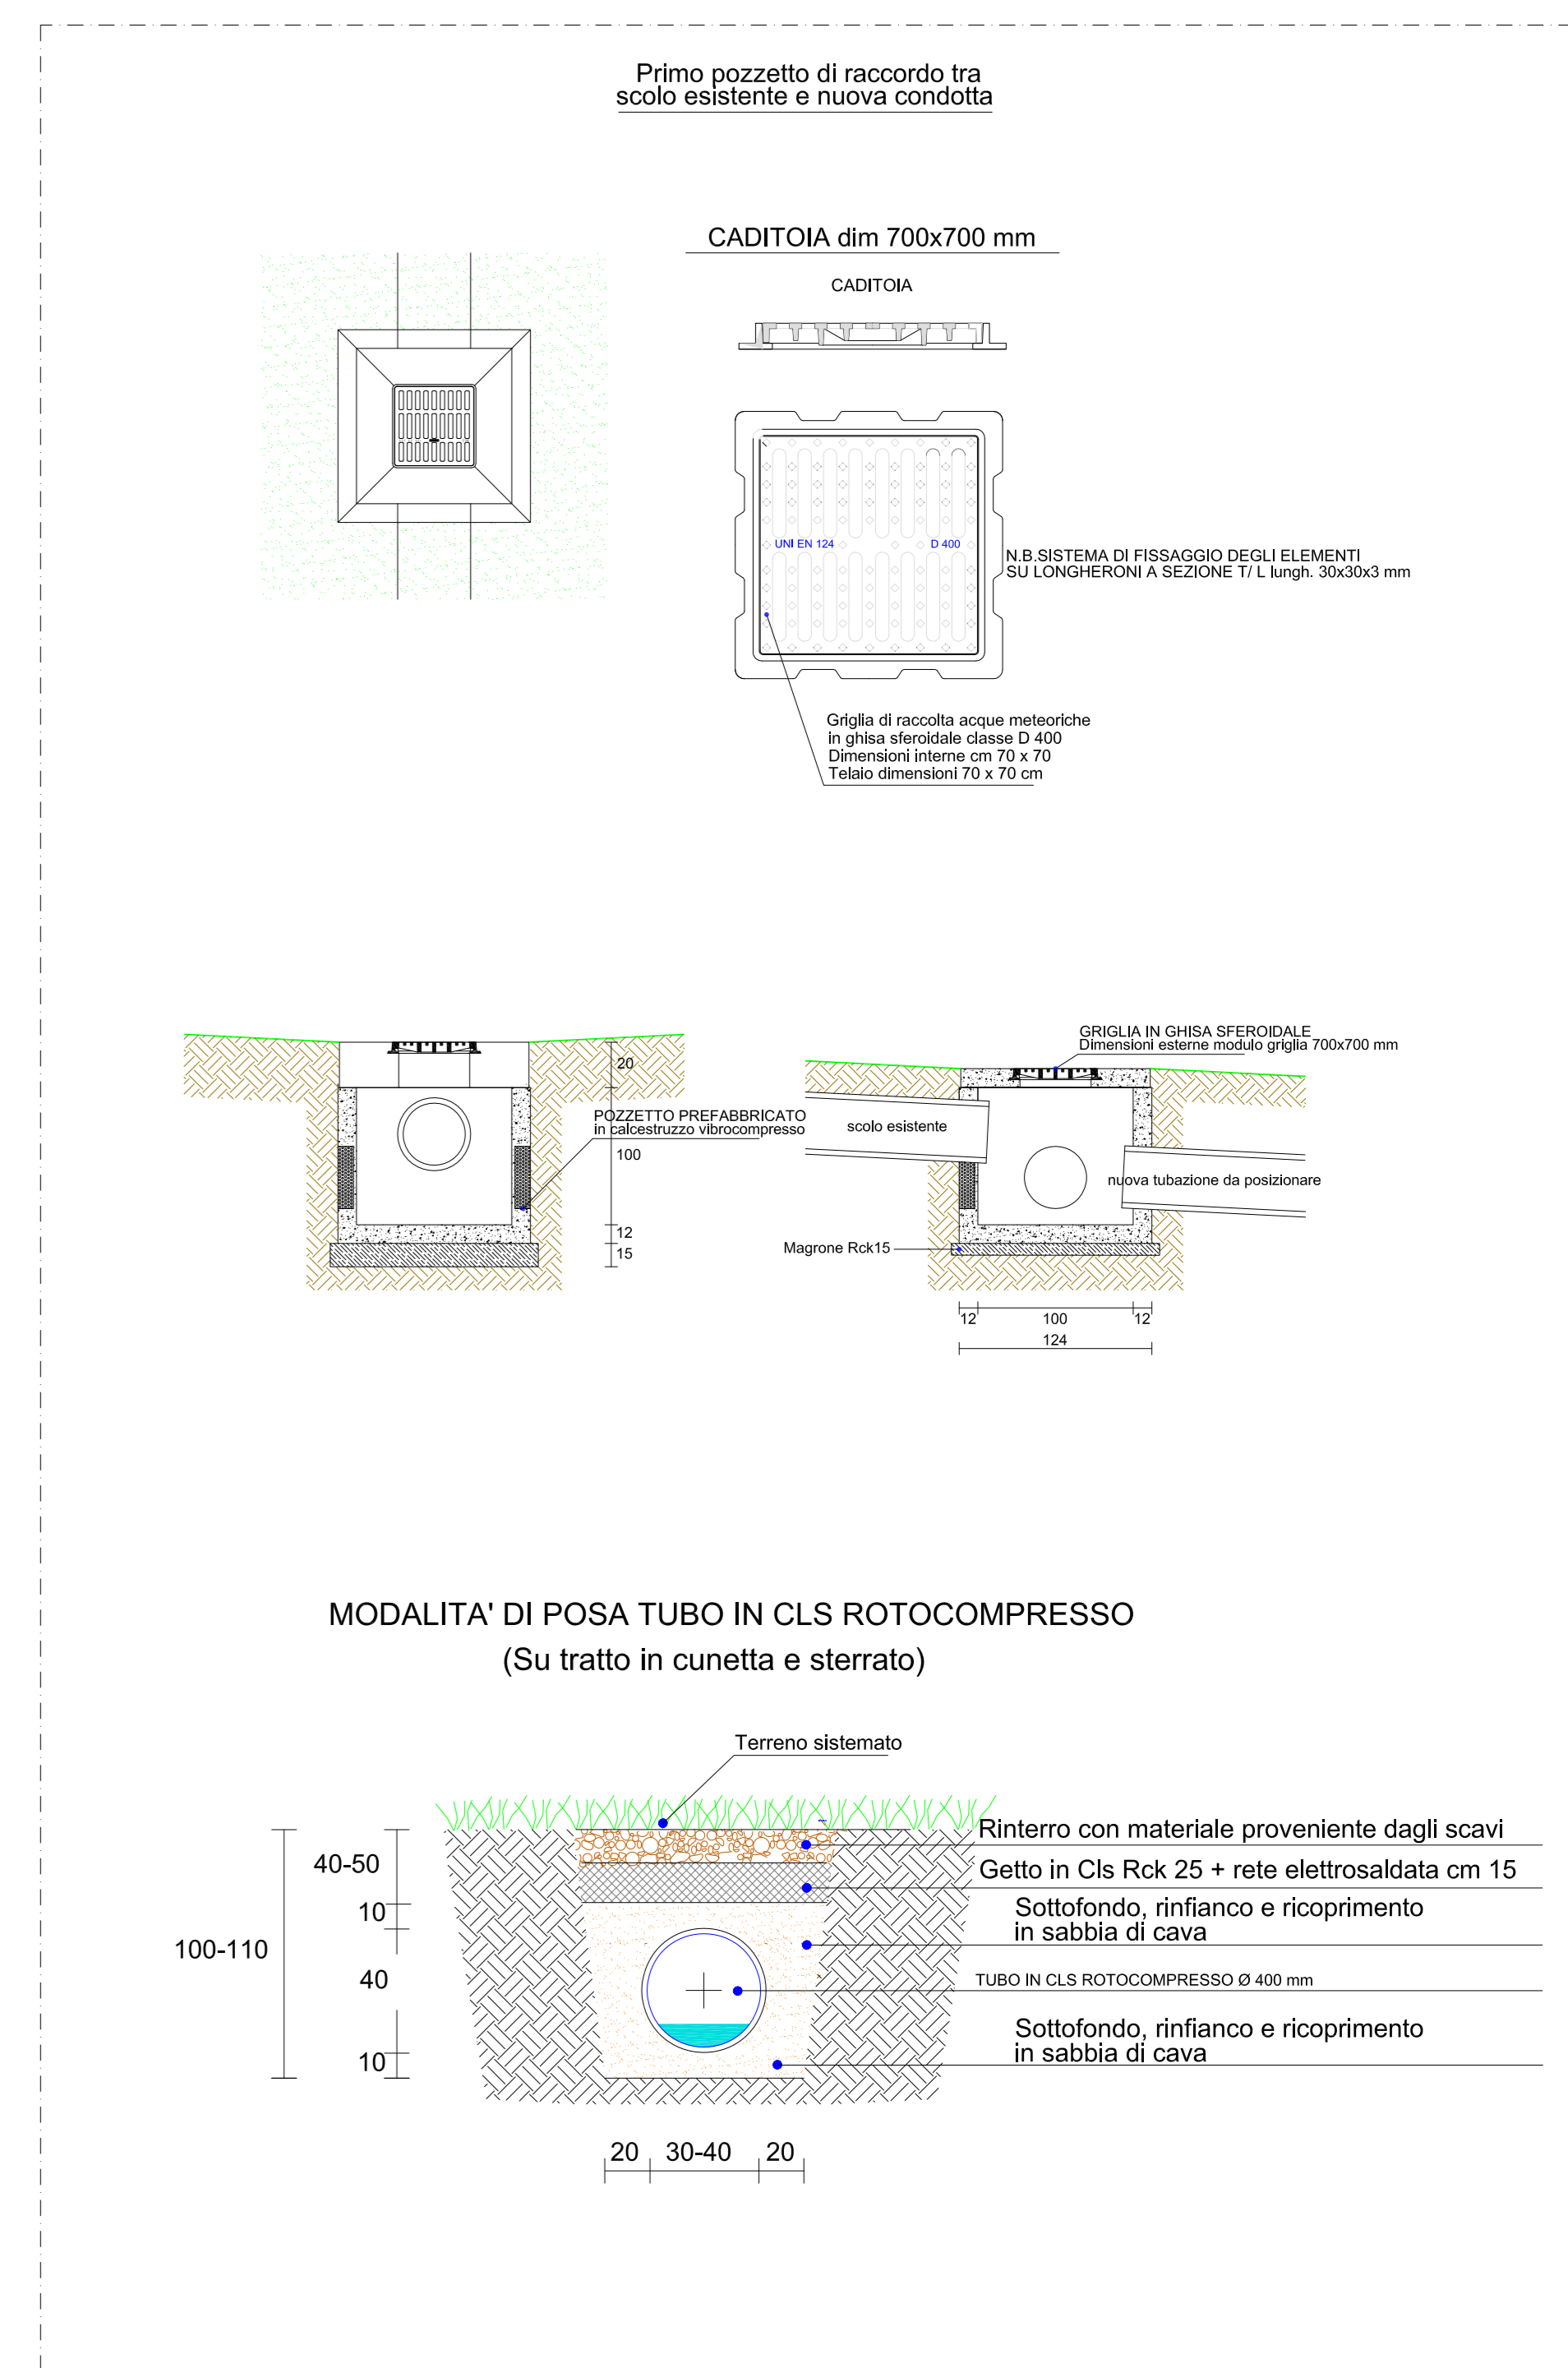 Primo pozzetto di raccordo tra
scolo esistente e nuova condotta
CADITOIA dim 700x700 mm
CADITOIA
UNI EN 124
D 400
N.B.SISTEMA DI FISSAGGIO DEGLI ELEMENTI
SU LONGHERONI A SEZIONE T/ L lungh. 30x30x3 mm
Griglia di raccolta acque meteoriche
in ghisa sferoidale classe D 400
Dimensioni interne cm 70 x 70
Telaio dimensioni 70 x 70 cm
20
POZZETTO PREFABBRICATO
in calcestruzzo vibrocompresso
100
12
15
GRIGLIA IN GHISA SFEROIDALE
Dimensioni esterne modulo griglia 700x700 mm
scolo esistente
nuova tubazione da posizionare
Magrone Rck15
12
100
12
124
MODALITA' DI POSA TUBO IN CLS ROTOCOMPRESSO
(Su tratto in cunetta e sterrato)
Terreno sistemato
Rinterro con materiale proveniente dagli scavi
40-50
Getto in Cls Rck 25 + rete elettrosaldata cm 15
10
Sottofondo, rinfianco e ricoprimento
in sabbia di cava
100-110
40
TUBO IN CLS ROTOCOMPRESSO Ø 400 mm
Sottofondo, rinfianco e ricoprimento
in sabbia di cava
10
20
30-40
20